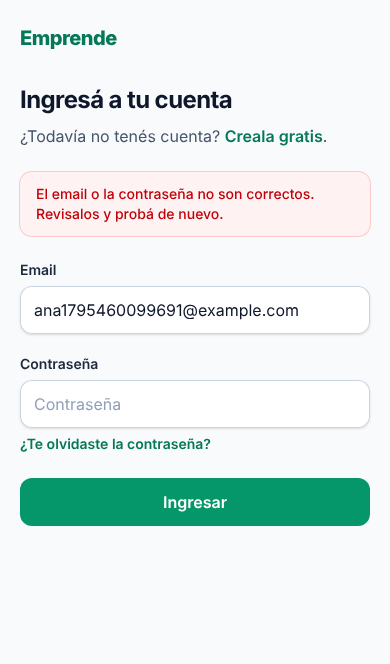 Emprende
Ingresá a tu cuenta
¿Todavía no tenés cuenta? Creala gratis.
El email o la contraseña no son correctos.
Revisalos y probá de nuevo.
Email
ana1795460099691@example.com
Contraseña
Contraseña
¿Te olvidaste la contraseña?
Ingresar